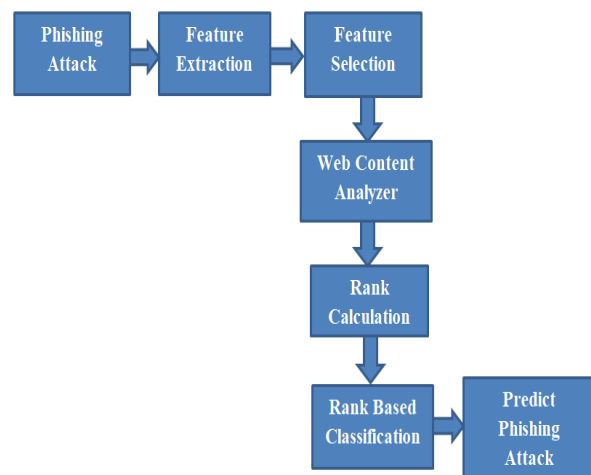 Phishing
Attack
Feature
Extraction
Feature
Selection
Web Content
Analyzer
Rank
Calculation
Rank Based
Classification
Predict
Phishing
Attack